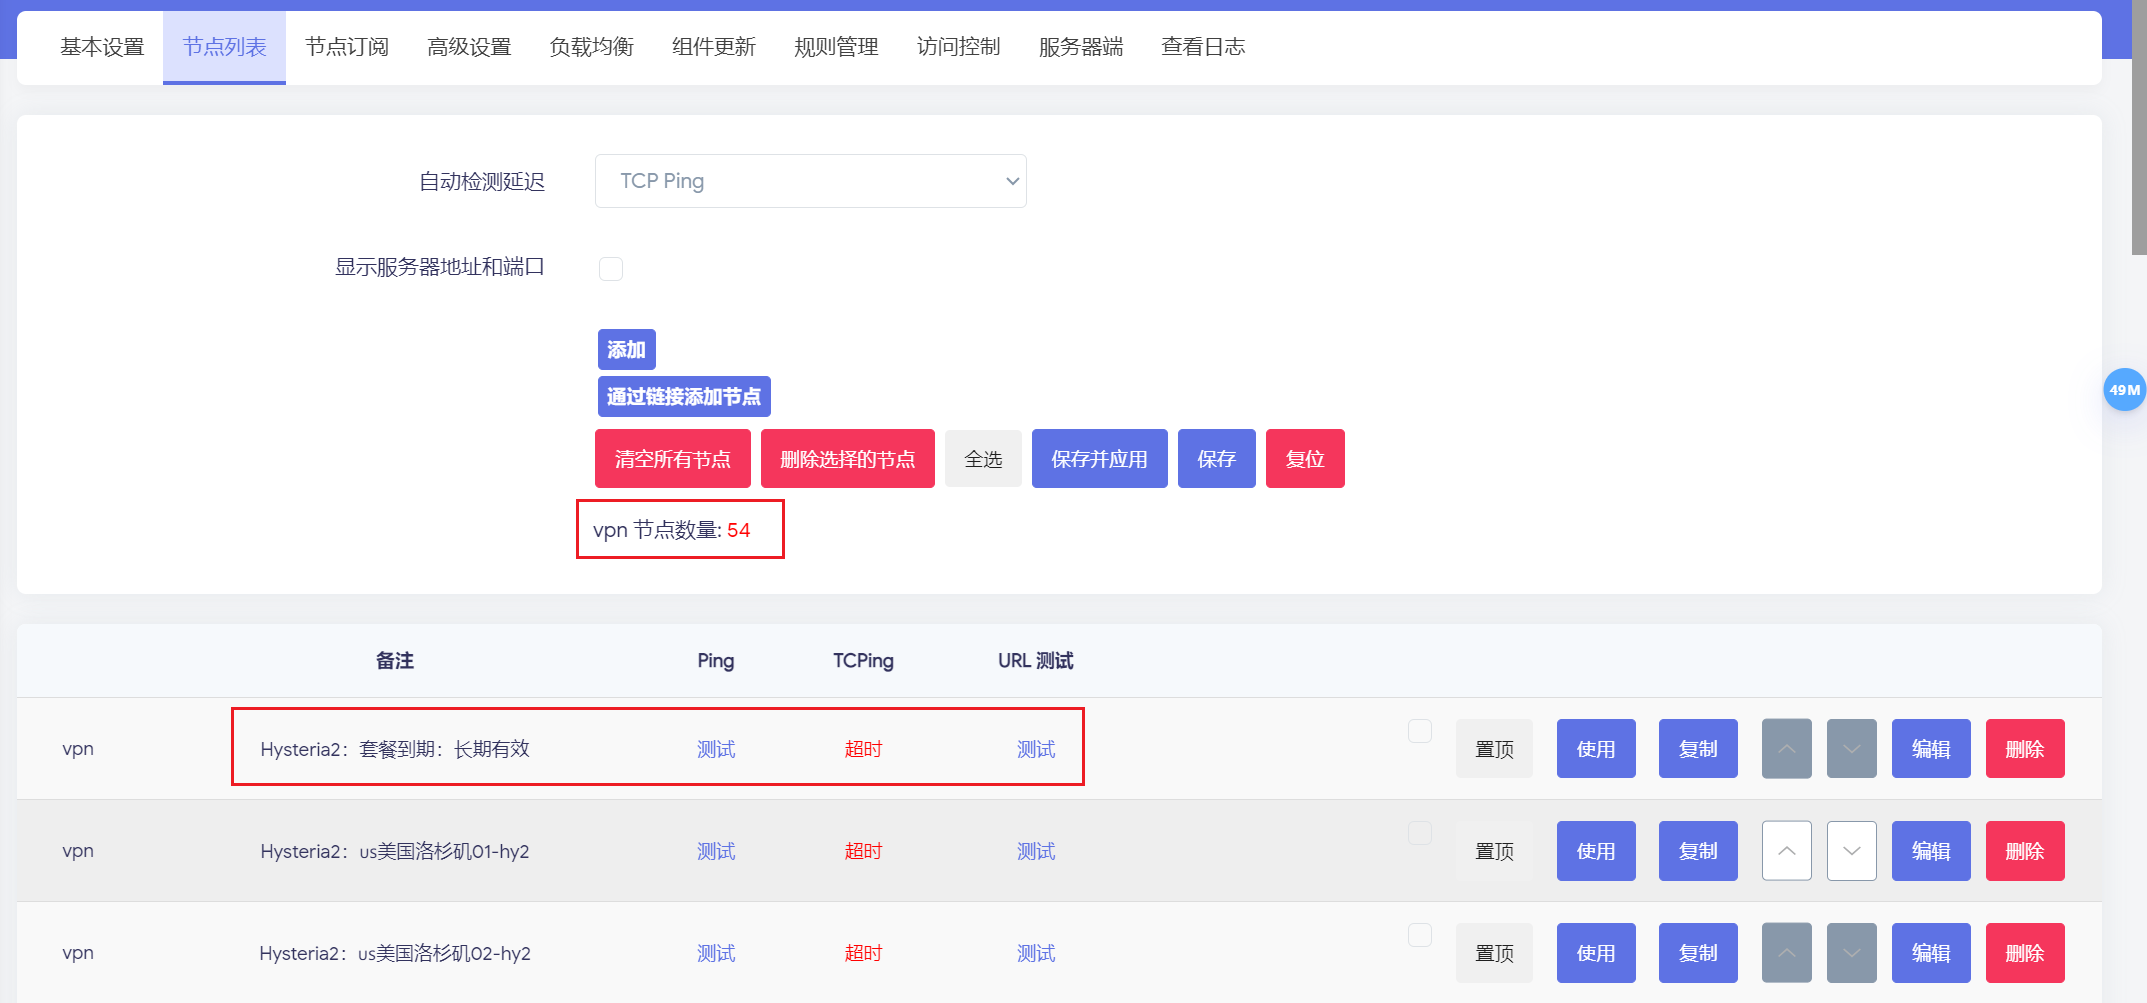 基本设置 节点列表 节点订阅 高级设置 负载均衡 组件更新 规则管理 访问控制 服务器端 查看日志
自动检测延迟 TCP Ping
显示服务器地址和端口
添加
通过链接添加节点
49M
清空所有节点 删除选择的节点 全选 保存并应用 保存 复位
vpn 节点数量: 54
备注 Ping TCPing URL 测试
vpn Hysteria2：套餐到期：长期有效 测试 超时 测试 置顶 使用 复制 编辑 删除
vpn Hysteria2：us美国洛杉矶01-hy2 测试 超时 测试 置顶 使用 复制 编辑 删除
vpn Hysteria2：us美国洛杉矶02-hy2 测试 超时 测试 置顶 使用 复制 编辑 删除